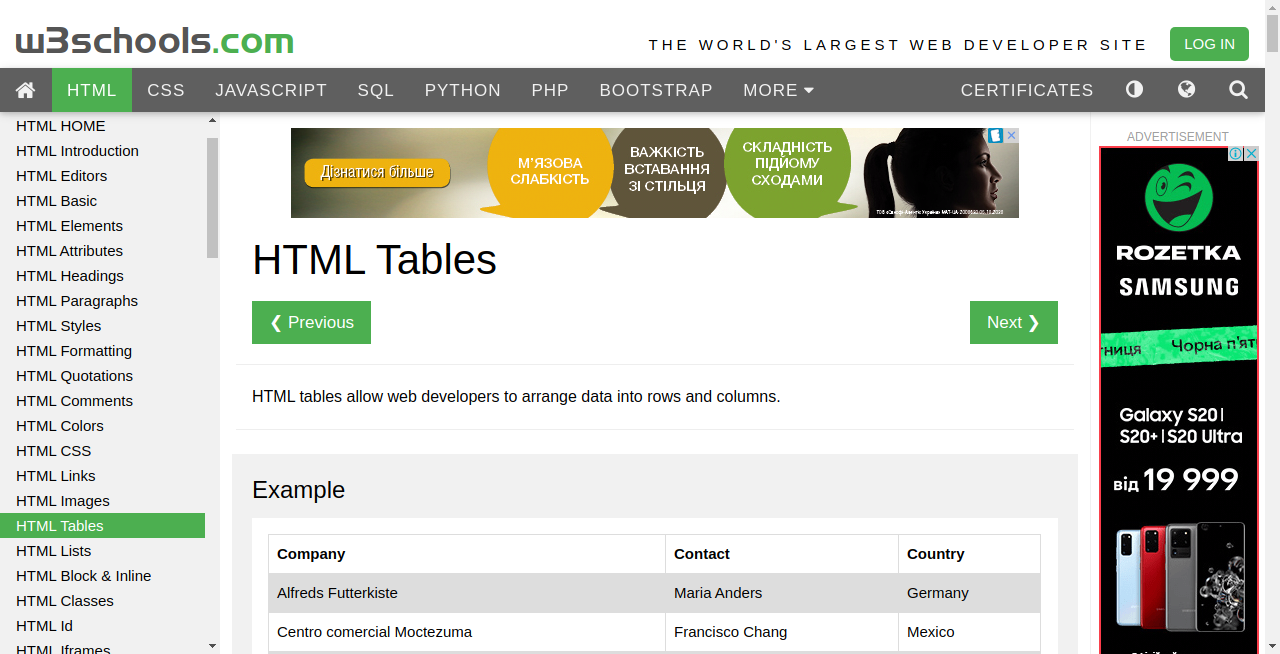 w3schools.com
THE WORLD'S LARGEST WEB DEVELOPER SITE
LOG IN
HTML
CSS
JAVASCRIPT
SQL
PYTHON
PHP
BOOTSTRAP
MORE
CERTIFICATES
HTML HOME
HTML Introduction
HTML Editors
HTML Basic
HTML Elements
HTML Attributes
HTML Headings
HTML Paragraphs
HTML Styles
HTML Formatting
HTML Quotations
HTML Comments
HTML Colors
HTML CSS
HTML Links
HTML Images
HTML Tables
HTML Lists
HTML Block & Inline
HTML Classes
HTML Id
HTML Iframes
Дізнатися більше
М'ЯЗОВА
СЛАБКІСТЬ
ВАЖКІСТЬ
ВСТАВАННЯ
ЗІ СТІЛЬЦЯ
СКЛАДНІСТЬ
ПІДЙОМУ
СХОДАМИ
HTML Tables
❮ Previous
Next ❯
HTML tables allow web developers to arrange data into rows and columns.
Example
Company Contact Country
Alfreds Futterkiste Maria Anders Germany
Centro comercial Moctezuma Francisco Chang Mexico
ADVERTISEMENT
ROZETKA
SAMSUNG
тниця Чорна п'ятн
Galaxy S20 |
S20+ | S20 Ultra
від 19 999